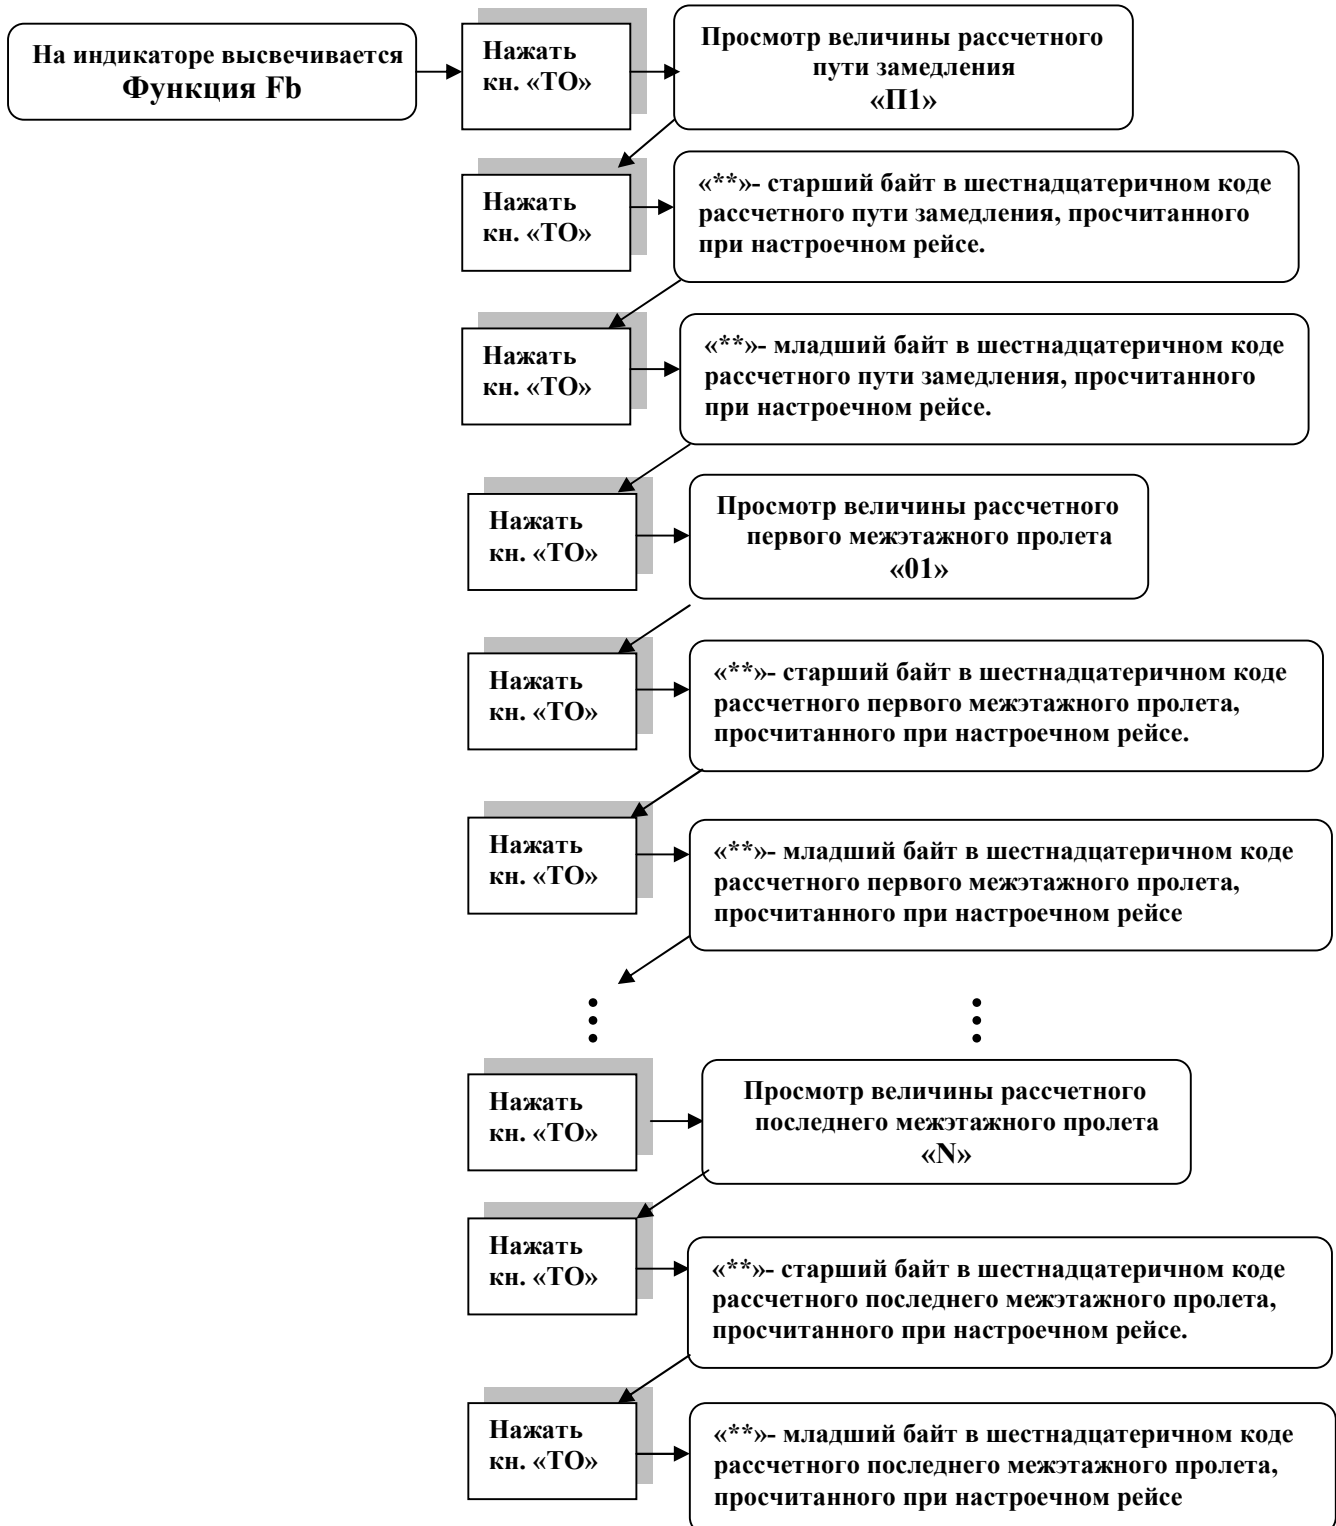 На индикаторе высвечивается
Функция Fb
Нажать
кн. «ТО»
Просмотр величины рассчетного
пути замедления
«П1»
Нажать
кн. «ТО»
«**»- старший байт в шестнадцатеричном коде
рассчетного пути замедления, просчитанного
при настроечном рейсе.
Нажать
кн. «ТО»
«**»- младший байт в шестнадцатеричном коде
рассчетного пути замедления, просчитанного
при настроечном рейсе.
Нажать
кн. «ТО»
Просмотр величины рассчетного
первого межэтажного пролета
«01»
Нажать
кн. «ТО»
«**»- старший байт в шестнадцатеричном коде
рассчетного первого межэтажного пролета,
просчитанного при настроечном рейсе.
Нажать
кн. «ТО»
«**»- младший байт в шестнадцатеричном коде
рассчетного первого межэтажного пролета,
просчитанного при настроечном рейсе
Нажать
кн. «ТО»
Просмотр величины рассчетного
последнего межэтажного пролета
«N»
Нажать
кн. «ТО»
«**»- старший байт в шестнадцатеричном коде
рассчетного последнего межэтажного пролета,
просчитанного при настроечном рейсе.
Нажать
кн. «ТО»
«**»- младший байт в шестнадцатеричном коде
рассчетного последнего межэтажного пролета,
просчитанного при настроечном рейсе